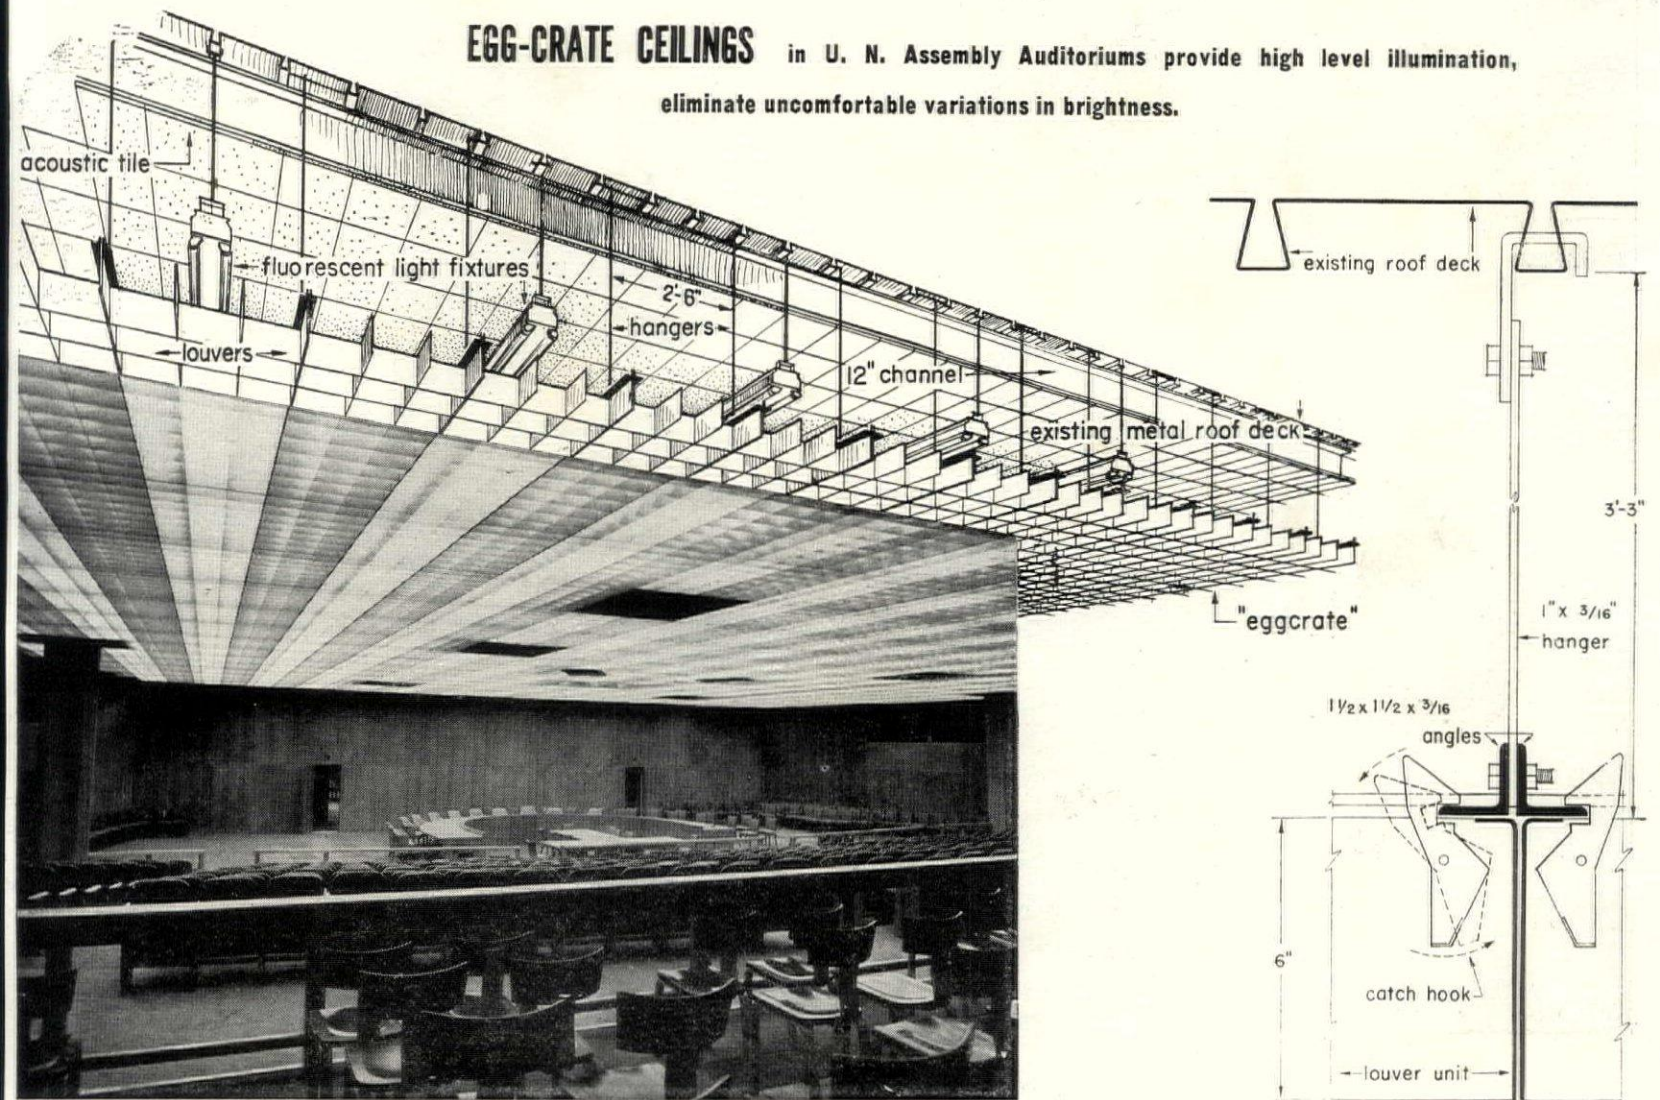 EGG-CRATE CEILINGS in U. N. Assembly Auditoriums provide high level illumination,
eliminate uncomfortable variations in brightness.
acoustic tile
fluorescent light fixtures
2'-6"
hangers
louvers
12" channel
existing metal roof deck
"eggcrate"
existing roof deck
3'-3"
1" x 3/16"
hanger
1 1/2 x 1 1/2 x 3/16
angles
6"
catch hook
louver unit